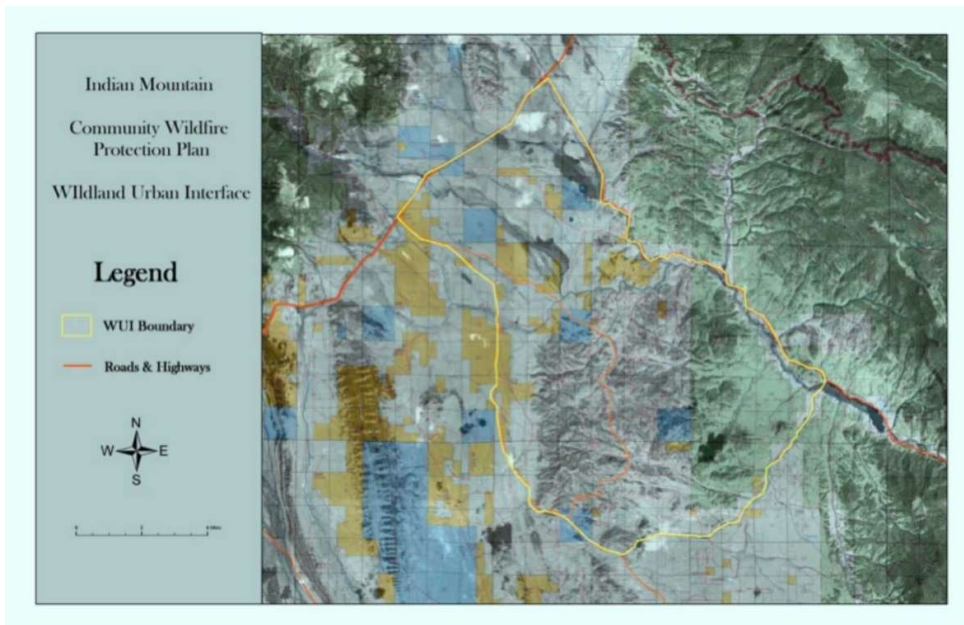 Indian Mountain
Community Wildfire
Protection Plan
WIldland Urban Interface
Legend
WUI Boundary
Roads & Highways
N
W E
S